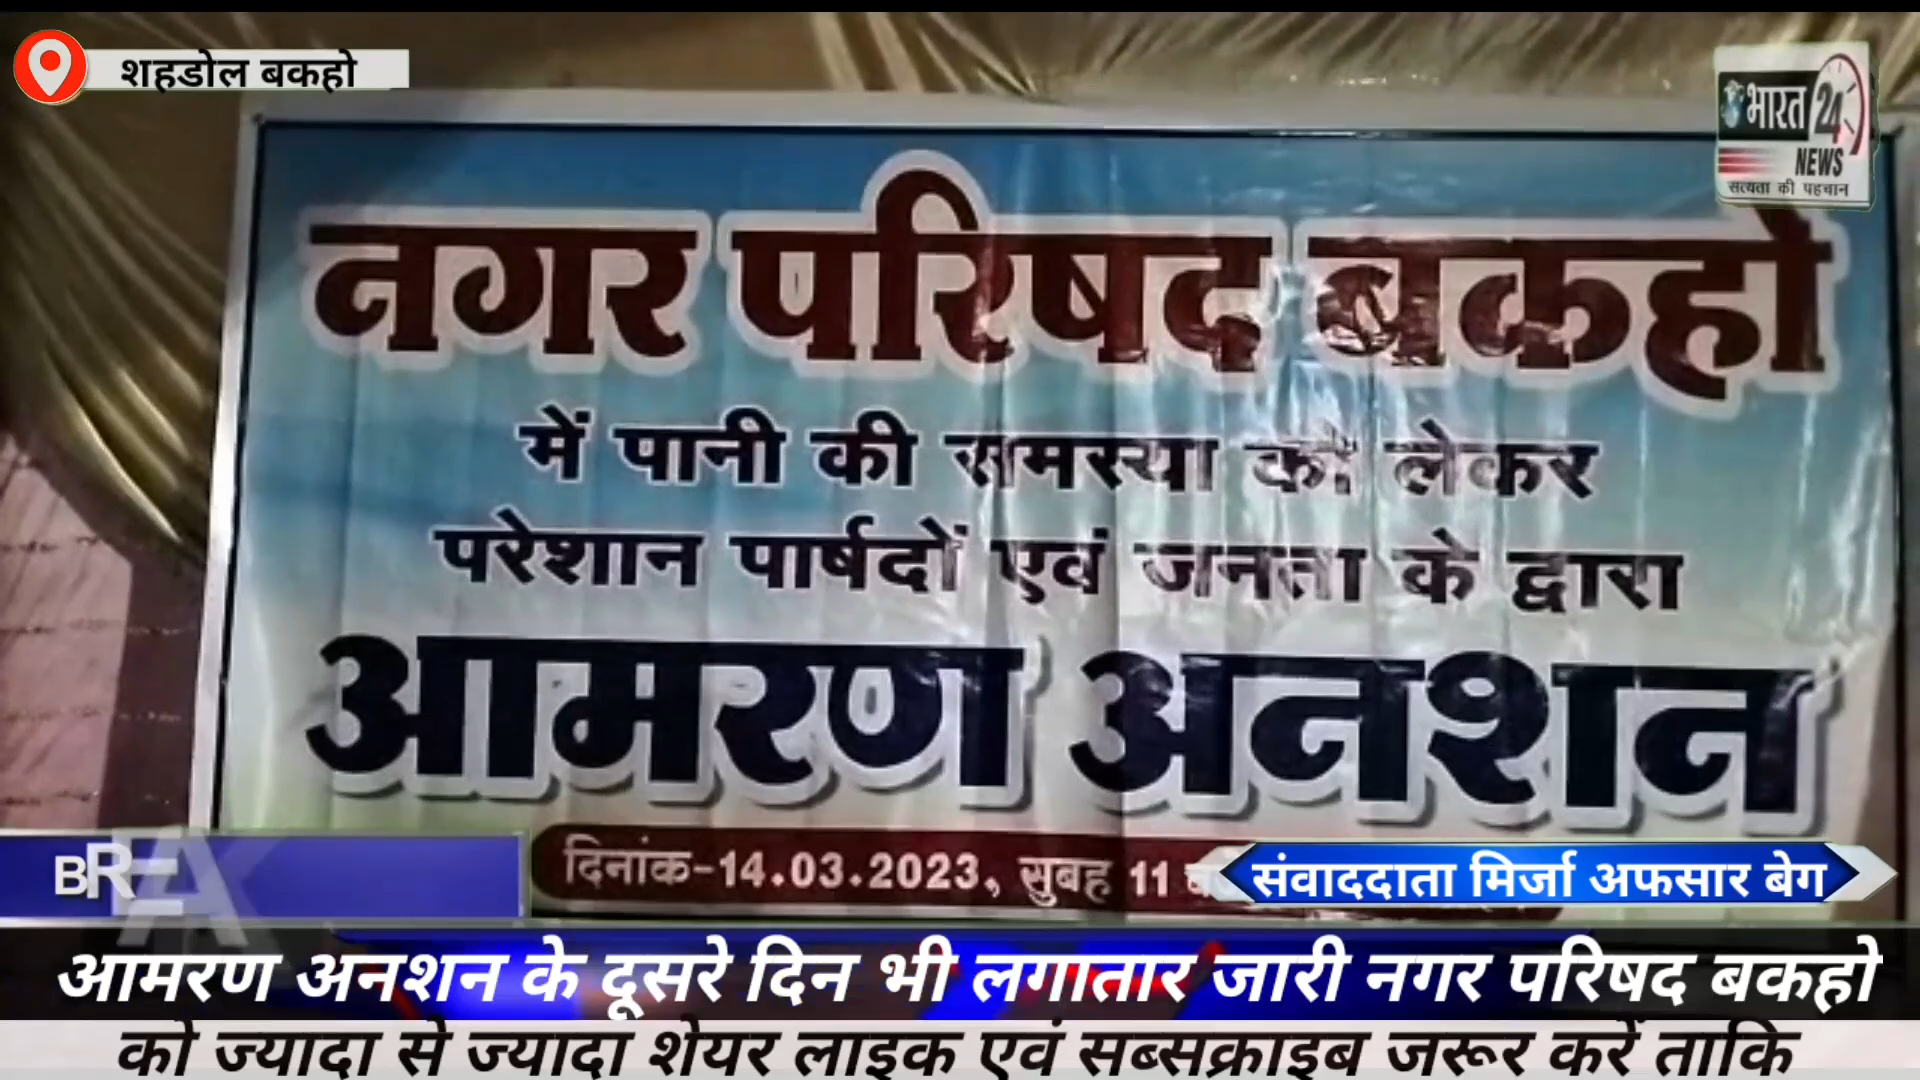 शहडोल बकहो
भारत 24
NEWS
सत्यता की पहचान
नगर परिषद बकहो
में पानी की समस्या को लेकर
परेशान पार्षदों एवं जनता के द्वारा
आमरण अनशन
दिनांक-14.03.2023, सुबह 11
BREAK
संवाददाता मिर्जा अफसार बेग
आमरण अनशन के दूसरे दिन भी लगातार जारी नगर परिषद बकहो
को ज्यादा से ज्यादा शेयर लाइक एवं सब्सक्राइब जरूर करें ताकि